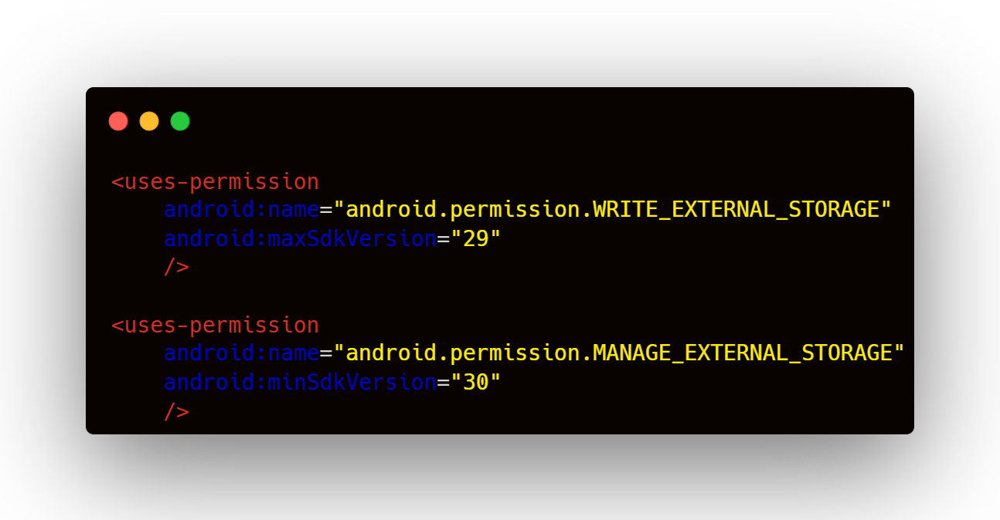 <uses-permission
android:name="android.permission.WRITE_EXTERNAL_STORAGE"
android:maxSdkVersion="29"
/>
<uses-permission
android:name="android.permission.MANAGE_EXTERNAL_STORAGE"
android:minSdkVersion="30"
/>